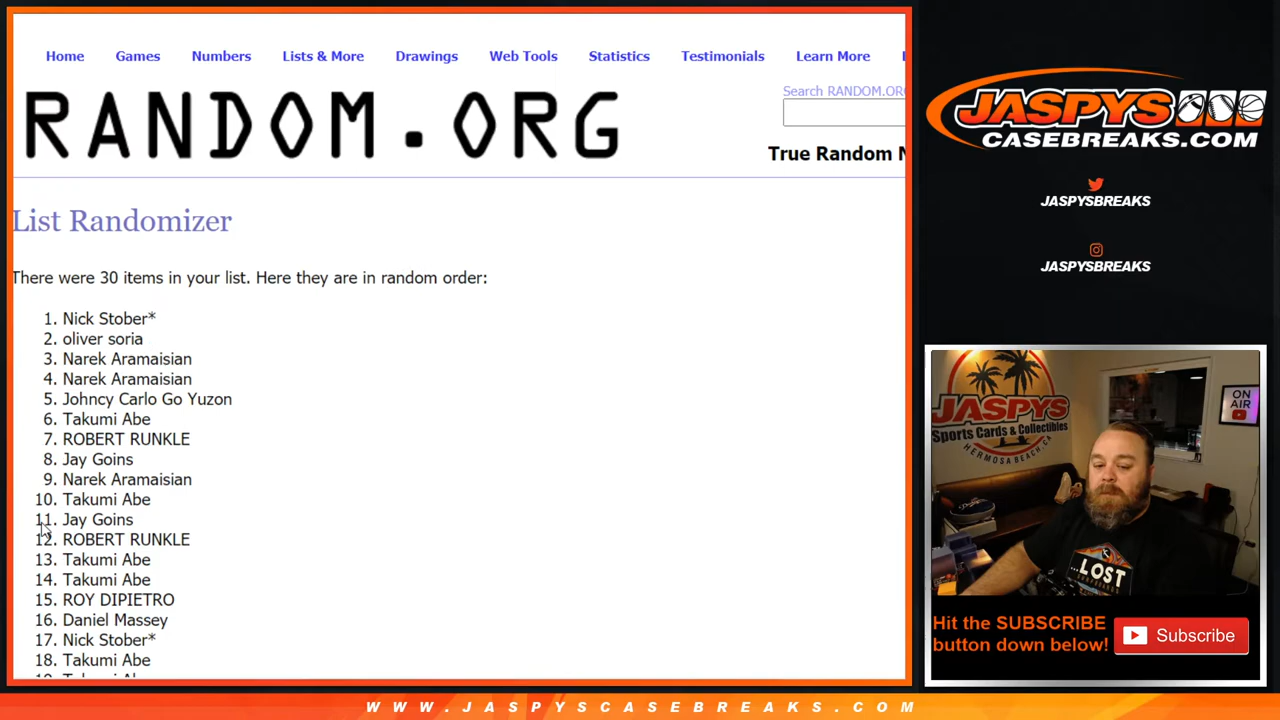 Home Games Numbers Lists & More Drawings Web Tools Statistics Testimonials Learn More
Search RANDOM.ORG
RANDOM.ORG
True Random N
List Randomizer
There were 30 items in your list. Here they are in random order:
1. Nick Stober*
2. oliver soria
3. Narek Aramaisian
4. Narek Aramaisian
5. Johncy Carlo Go Yuzon
6. Takumi Abe
7. ROBERT RUNKLE
8. Jay Goins
9. Narek Aramaisian
10. Takumi Abe
11. Jay Goins
12. ROBERT RUNKLE
13. Takumi Abe
14. Takumi Abe
15. ROY DIPIETRO
16. Daniel Massey
17. Nick Stober*
18. Takumi Abe
JASPYS
CASEBREAKS.COM
JASPYSBREAKS
JASPYSBREAKS
JASPYS
Sports Cards & Collectibles
HERMOSA BEACH, CA
ON
AIR
...LOST
Hit the SUBSCRIBE
button down below!
Subscribe
WWW.JASPYSCASEBREAKS.COM